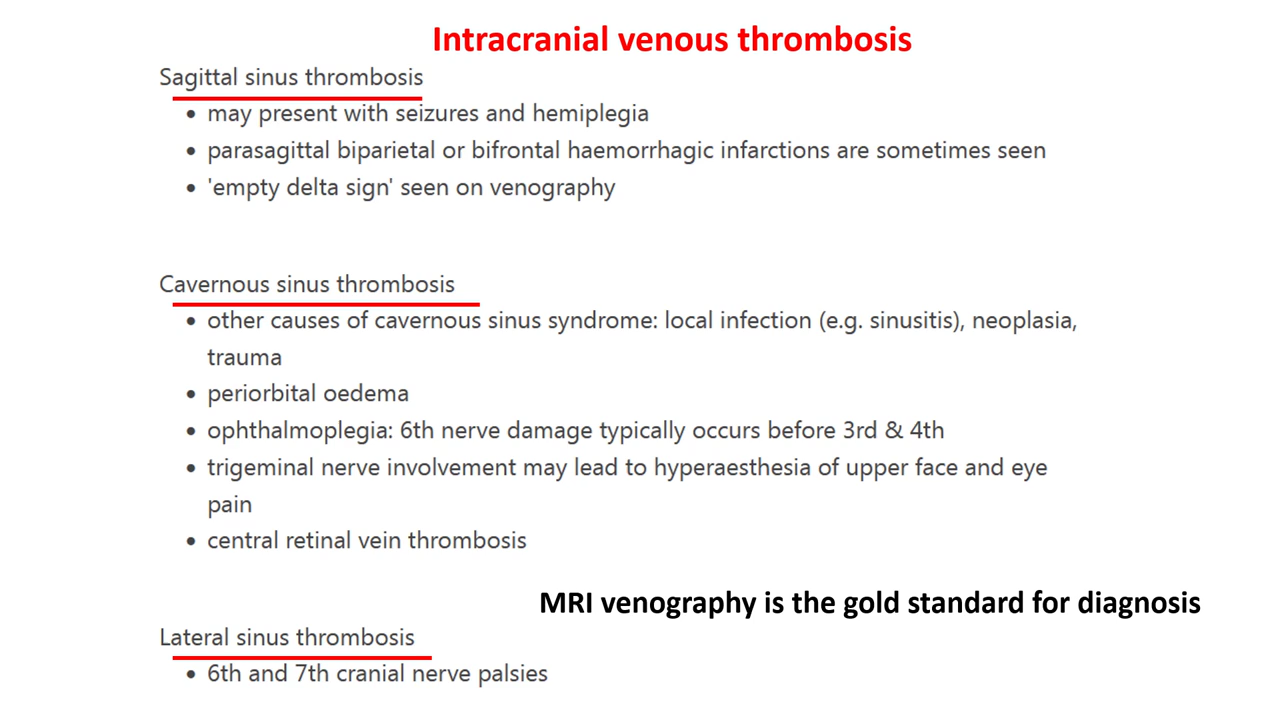 Intracranial venous thrombosis
Sagittal sinus thrombosis
• may present with seizures and hemiplegia
• parasagittal biparietal or bifrontal haemorrhagic infarctions are sometimes seen
• 'empty delta sign' seen on venography
Cavernous sinus thrombosis
• other causes of cavernous sinus syndrome: local infection (e.g. sinusitis), neoplasia,
trauma
• periorbital oedema
• ophthalmoplegia: 6th nerve damage typically occurs before 3rd & 4th
• trigeminal nerve involvement may lead to hyperaesthesia of upper face and eye
pain
• central retinal vein thrombosis
MRI venography is the gold standard for diagnosis
Lateral sinus thrombosis
• 6th and 7th cranial nerve palsies